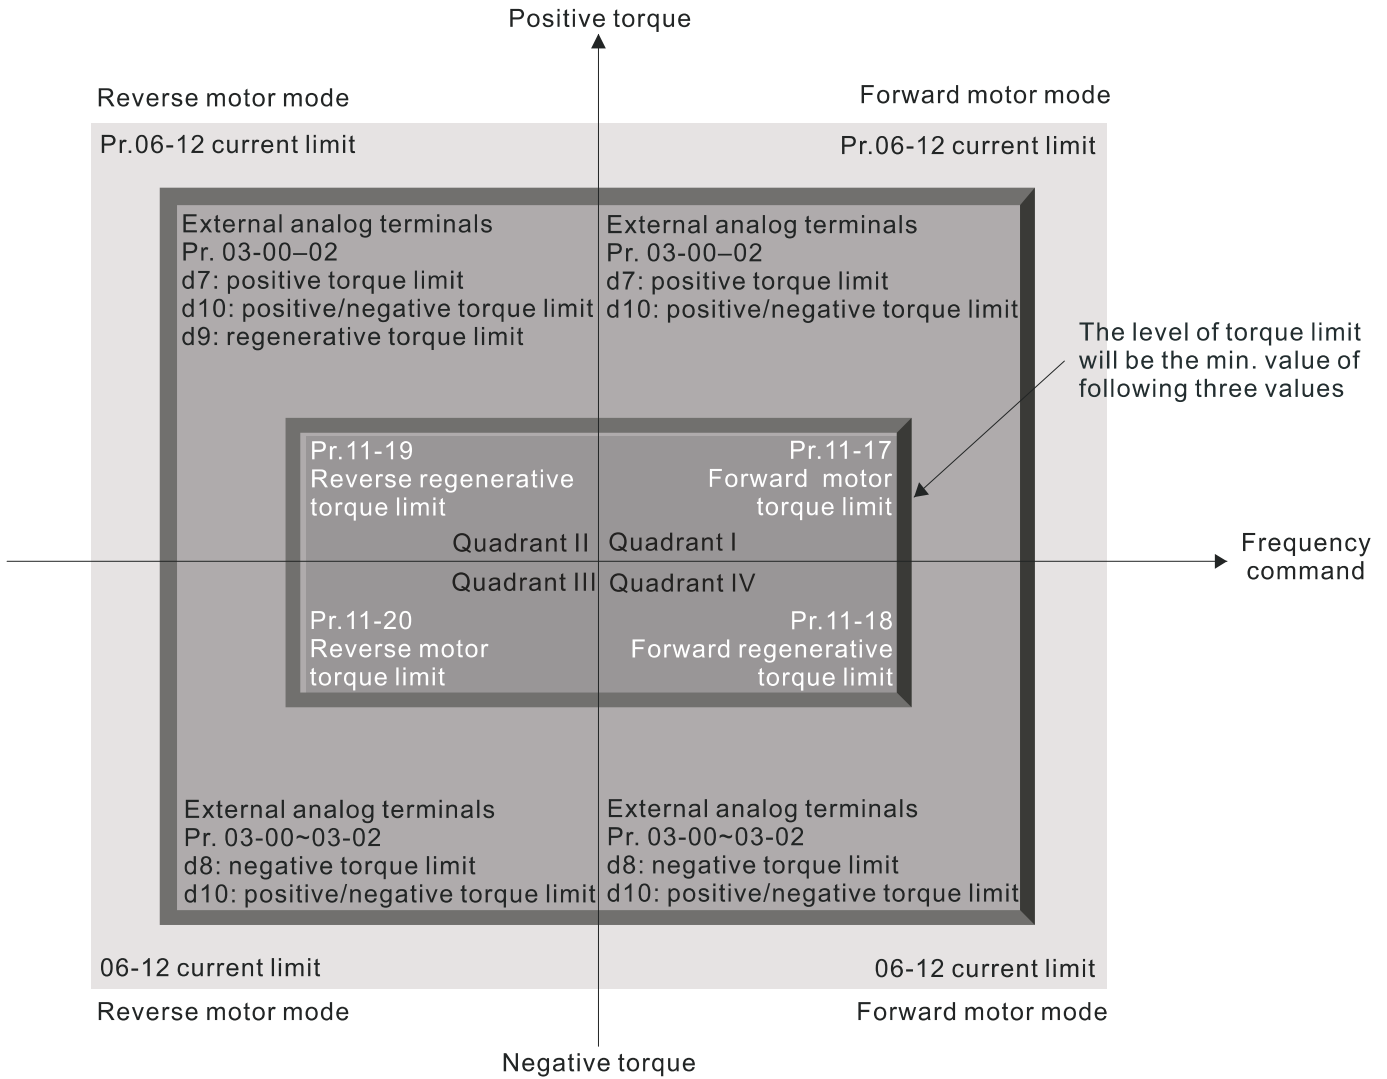 Positive torque
Reverse motor mode
Forward motor mode
Pr.06-12 current limit
Pr.06-12 current limit
External analog terminals
Pr. 03-00–02
d7: positive torque limit
d10: positive/negative torque limit
d9: regenerative torque limit
External analog terminals
Pr. 03-00–02
d7: positive torque limit
d10: positive/negative torque limit
The level of torque limit
will be the min. value of
following three values
Pr.11-19
Reverse regenerative
torque limit
Pr.11-17
Forward motor
torque limit
Quadrant II
Quadrant I
Frequency
command
Quadrant III
Quadrant IV
Pr.11-20
Reverse motor
torque limit
Pr.11-18
Forward regenerative
torque limit
External analog terminals
Pr. 03-00~03-02
d8: negative torque limit
d10: positive/negative torque limit
External analog terminals
Pr. 03-00~03-02
d8: negative torque limit
d10: positive/negative torque limit
06-12 current limit
06-12 current limit
Reverse motor mode
Forward motor mode
Negative torque